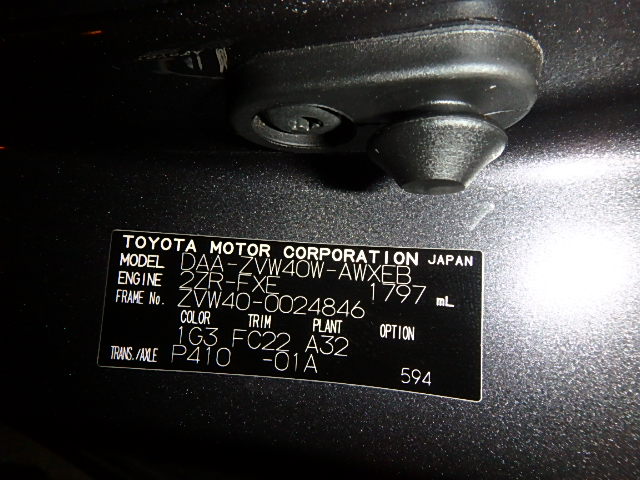 TOYOTA MOTOR CORPORATION JAPAN
MODEL DAA-ZVW40W-AWXEB
ENGINE 2ZR-FXE 1797 mL
FRAME No. ZVW40-0024846
COLOR TRIM PLANT OPTION
1G3 FC22 A32
TRANS./AXLE P410 -01A
594